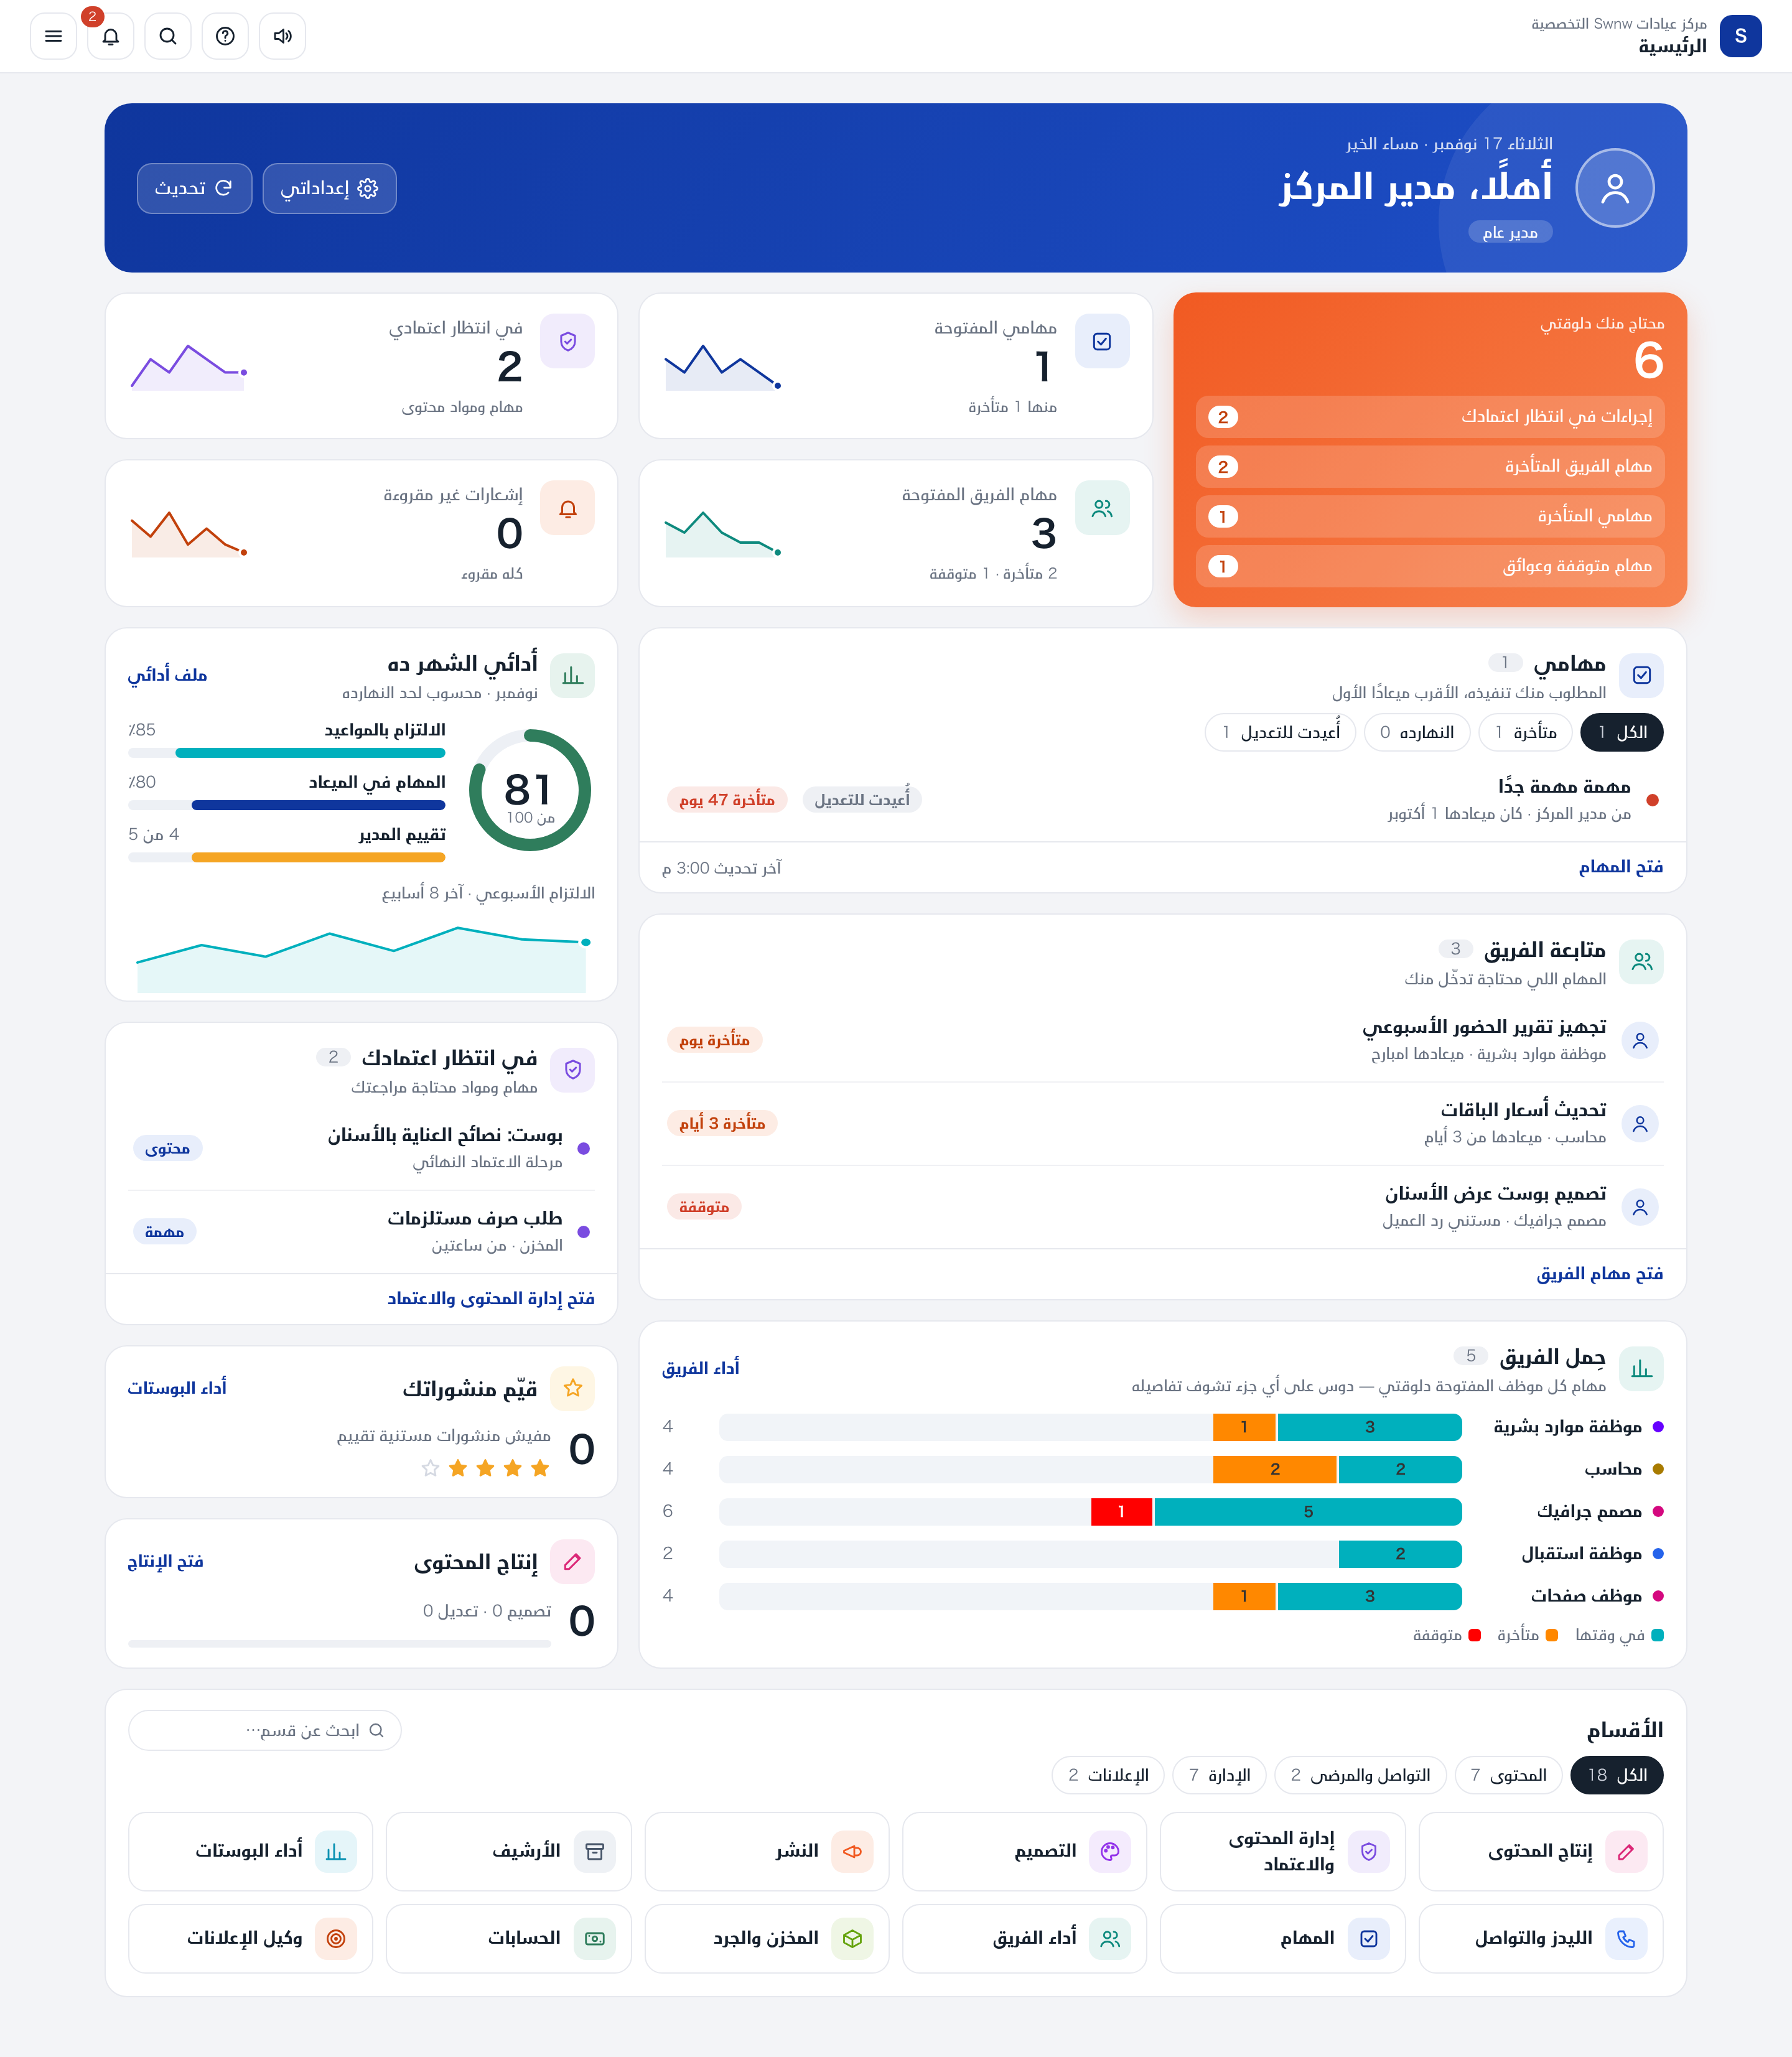 مركز عيادات Swnw التخصصية
الرئيسية
S
2
الثلاثاء 17 نوفمبر · مساء الخير
أهلًا، مدير المركز
مدير عام
إعداداتي
تحديث
محتاج منك دلوقتي
6
إجراءات في انتظار اعتمادك 2
مهام الفريق المتأخرة 2
مهامي المتأخرة 1
مهام متوقفة وعوائق 1
مهامي المفتوحة
1
منها 1 متأخرة
في انتظار اعتمادي
2
مهام ومواد محتوى
مهام الفريق المفتوحة
3
2 متأخرة · 1 متوقفة
إشعارات غير مقروءة
0
كله مقروء
مهامي 1
المطلوب منك تنفيذه، الأقرب ميعادًا الأول
الكل 1
متأخرة 1
النهارده 0
أُعيدت للتعديل 1
مهمة مهمة جدًا
من مدير المركز · كان ميعادها 1 أكتوبر
أُعيدت للتعديل
متأخرة 47 يوم
فتح المهام
آخر تحديث 3:00 م
متابعة الفريق 3
المهام اللي محتاجة تدخّل منك
تجهيز تقرير الحضور الأسبوعي
موظفة موارد بشرية · ميعادها امبارح
متأخرة يوم
تحديث أسعار الباقات
محاسب · ميعادها من 3 أيام
متأخرة 3 أيام
تصميم بوست عرض الأسنان
مصمم جرافيك · مستني رد العميل
متوقفة
فتح مهام الفريق
حِمل الفريق 5
مهام كل موظف المفتوحة دلوقتي — دوس على أي جزء تشوف تفاصيله
أداء الفريق
موظفة موارد بشرية 3 1 4
محاسب 2 2 4
مصمم جرافيك 5 1 6
موظفة استقبال 2 2
موظف صفحات 3 1 4
في وقتها
متأخرة
متوقفة
أدائي الشهر ده
نوفمبر · محسوب لحد النهارده
ملف أدائي
81
من 100
الالتزام بالمواعيد 85٪
المهام في الميعاد 80٪
تقييم المدير 4 من 5
الالتزام الأسبوعي · آخر 8 أسابيع
في انتظار اعتمادك 2
مهام ومواد محتاجة مراجعتك
بوست: نصائح العناية بالأسنان
مرحلة الاعتماد النهائي
محتوى
طلب صرف مستلزمات
المخزن · من ساعتين
مهمة
فتح إدارة المحتوى والاعتماد
قيّم منشوراتك
أداء البوستات
0
مفيش منشورات مستنية تقييم
إنتاج المحتوى
فتح الإنتاج
0
تصميم 0 · تعديل 0
الأقسام
ابحث عن قسم…
الكل 18
المحتوى 7
التواصل والمرضى 2
الإدارة 7
الإعلانات 2
إنتاج المحتوى
إدارة المحتوى
والاعتماد
التصميم
النشر
الأرشيف
أداء البوستات
الليدز والتواصل
المهام
أداء الفريق
المخزن والجرد
الحسابات
وكيل الإعلانات